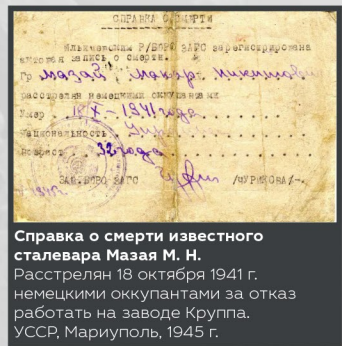 СПРАВКА О СМЕРТИ
Ильичевским Р/БЮРО ЗАГС зарегистрирована
запись о смерти.
Гр Мазай Макар Никитович
расстрелян немецкими оккупантами
Умер 18/X - 1941 года
Национальность
Возраст 32 года
ЗАВ.БЮРО ЗАГС
Справка о смерти известного
сталевара Мазая М. Н.
Расстрелян 18 октября 1941 г.
немецкими оккупантами за отказ
работать на заводе Круппа.
УССР, Мариуполь, 1945 г.